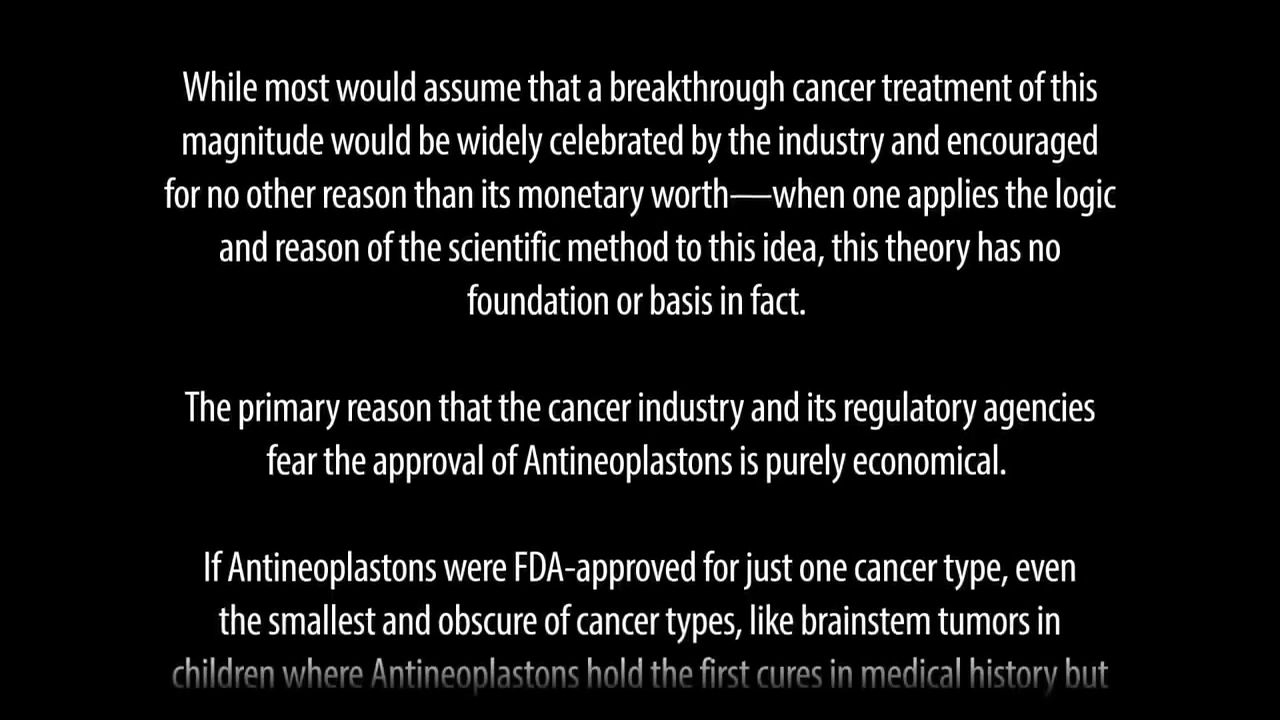 While most would assume that a breakthrough cancer treatment of this
magnitude would be widely celebrated by the industry and encouraged
for no other reason than its monetary worth—when one applies the logic
and reason of the scientific method to this idea, this theory has no
foundation or basis in fact.
The primary reason that the cancer industry and its regulatory agencies
fear the approval of Antineoplastons is purely economical.
If Antineoplastons were FDA-approved for just one cancer type, even
the smallest and obscure of cancer types, like brainstem tumors in
children where Antineoplastons hold the first cures in medical history but